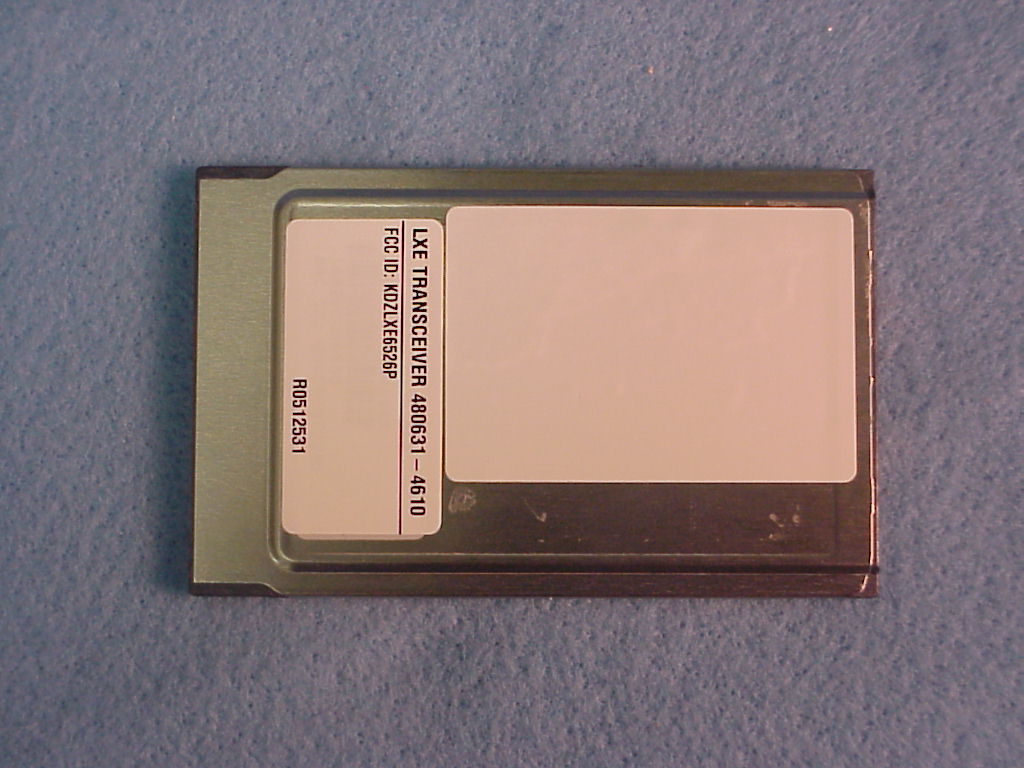 LXE TRANSCEIVER 480631-4610
FCC ID: KDZLXE6526P
R0512531